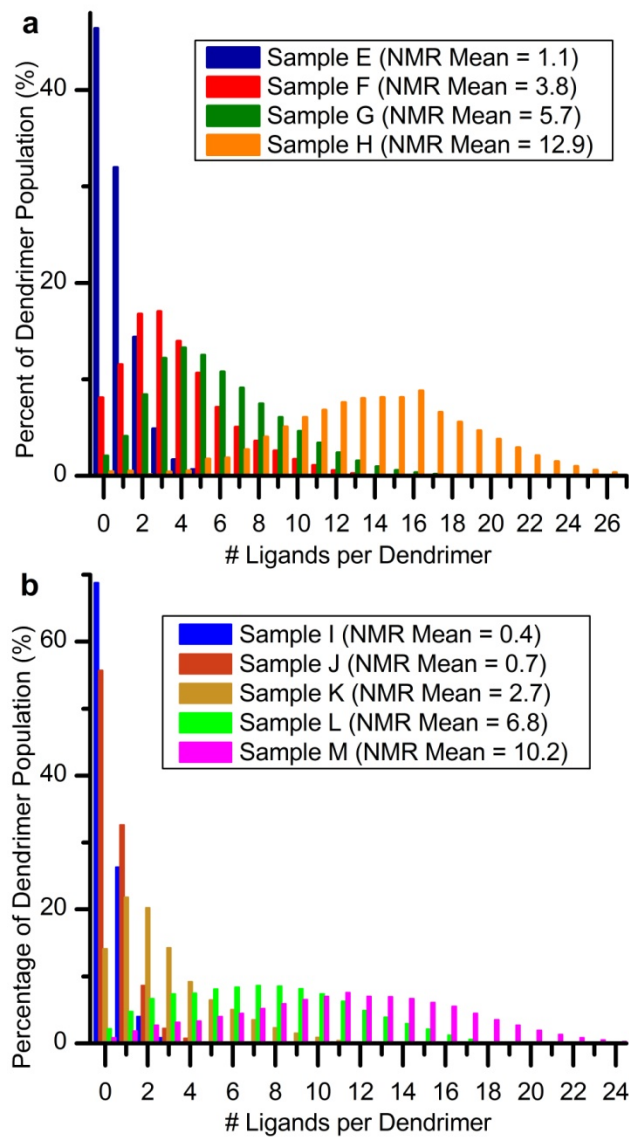 a
Sample E (NMR Mean = 1.1)
Sample F (NMR Mean = 3.8)
Sample G (NMR Mean = 5.7)
Sample H (NMR Mean = 12.9)
Percent of Dendrimer Population (%)
40
20
0
0 2 4 6 8 10 12 14 16 18 20 22 24 26
# Ligands per Dendrimer
b
Sample I (NMR Mean = 0.4)
Sample J (NMR Mean = 0.7)
Sample K (NMR Mean = 2.7)
Sample L (NMR Mean = 6.8)
Sample M (NMR Mean = 10.2)
Percentage of Dendrimer Population (%)
60
40
20
0
0 2 4 6 8 10 12 14 16 18 20 22 24
# Ligands per Dendrimer